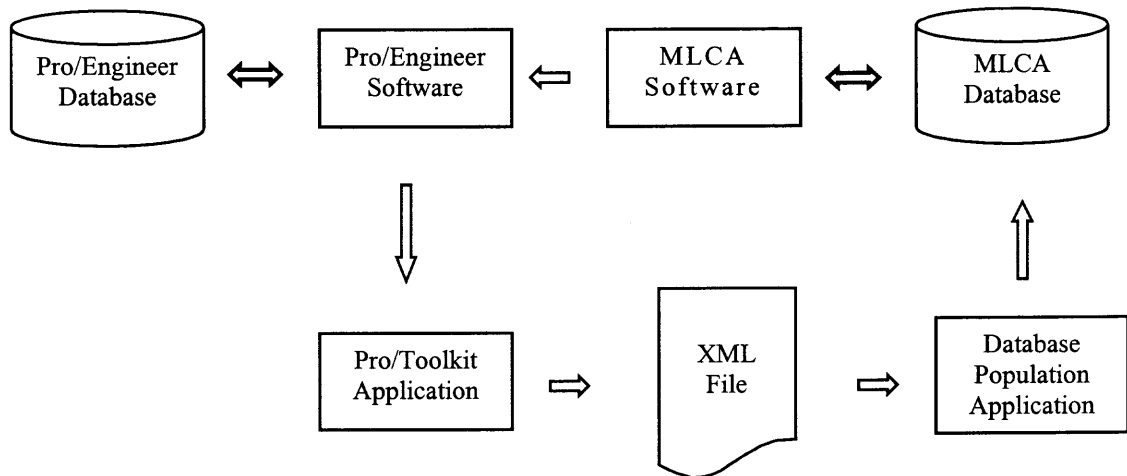 Pro/Engineer
Database
Pro/Engineer
Software
MLCA
Software
MLCA
Database
Pro/Toolkit
Application
XML
File
Database
Population
Application